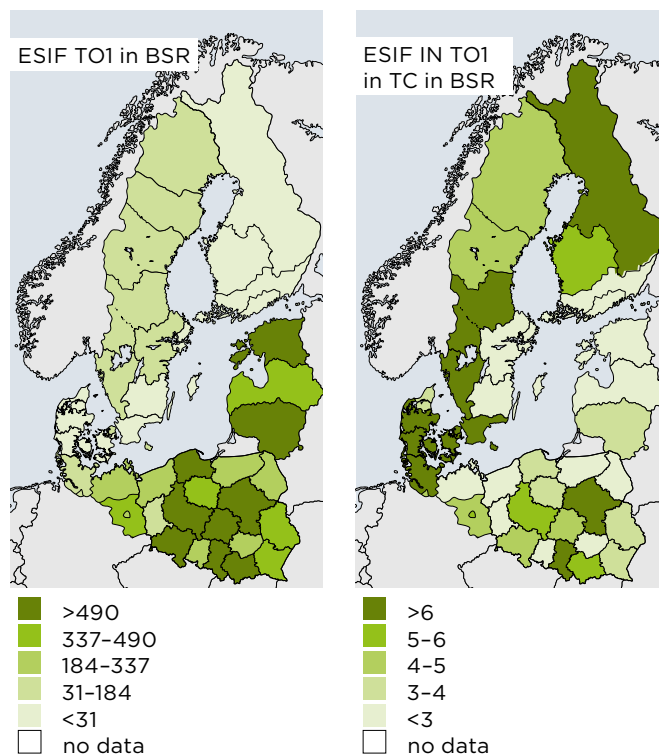 ESIF TO1 in BSR
>490
337–490
184–337
31–184
<31
no data
ESIF IN TO1
in TC in BSR
>6
5–6
4–5
3–4
<3
no data